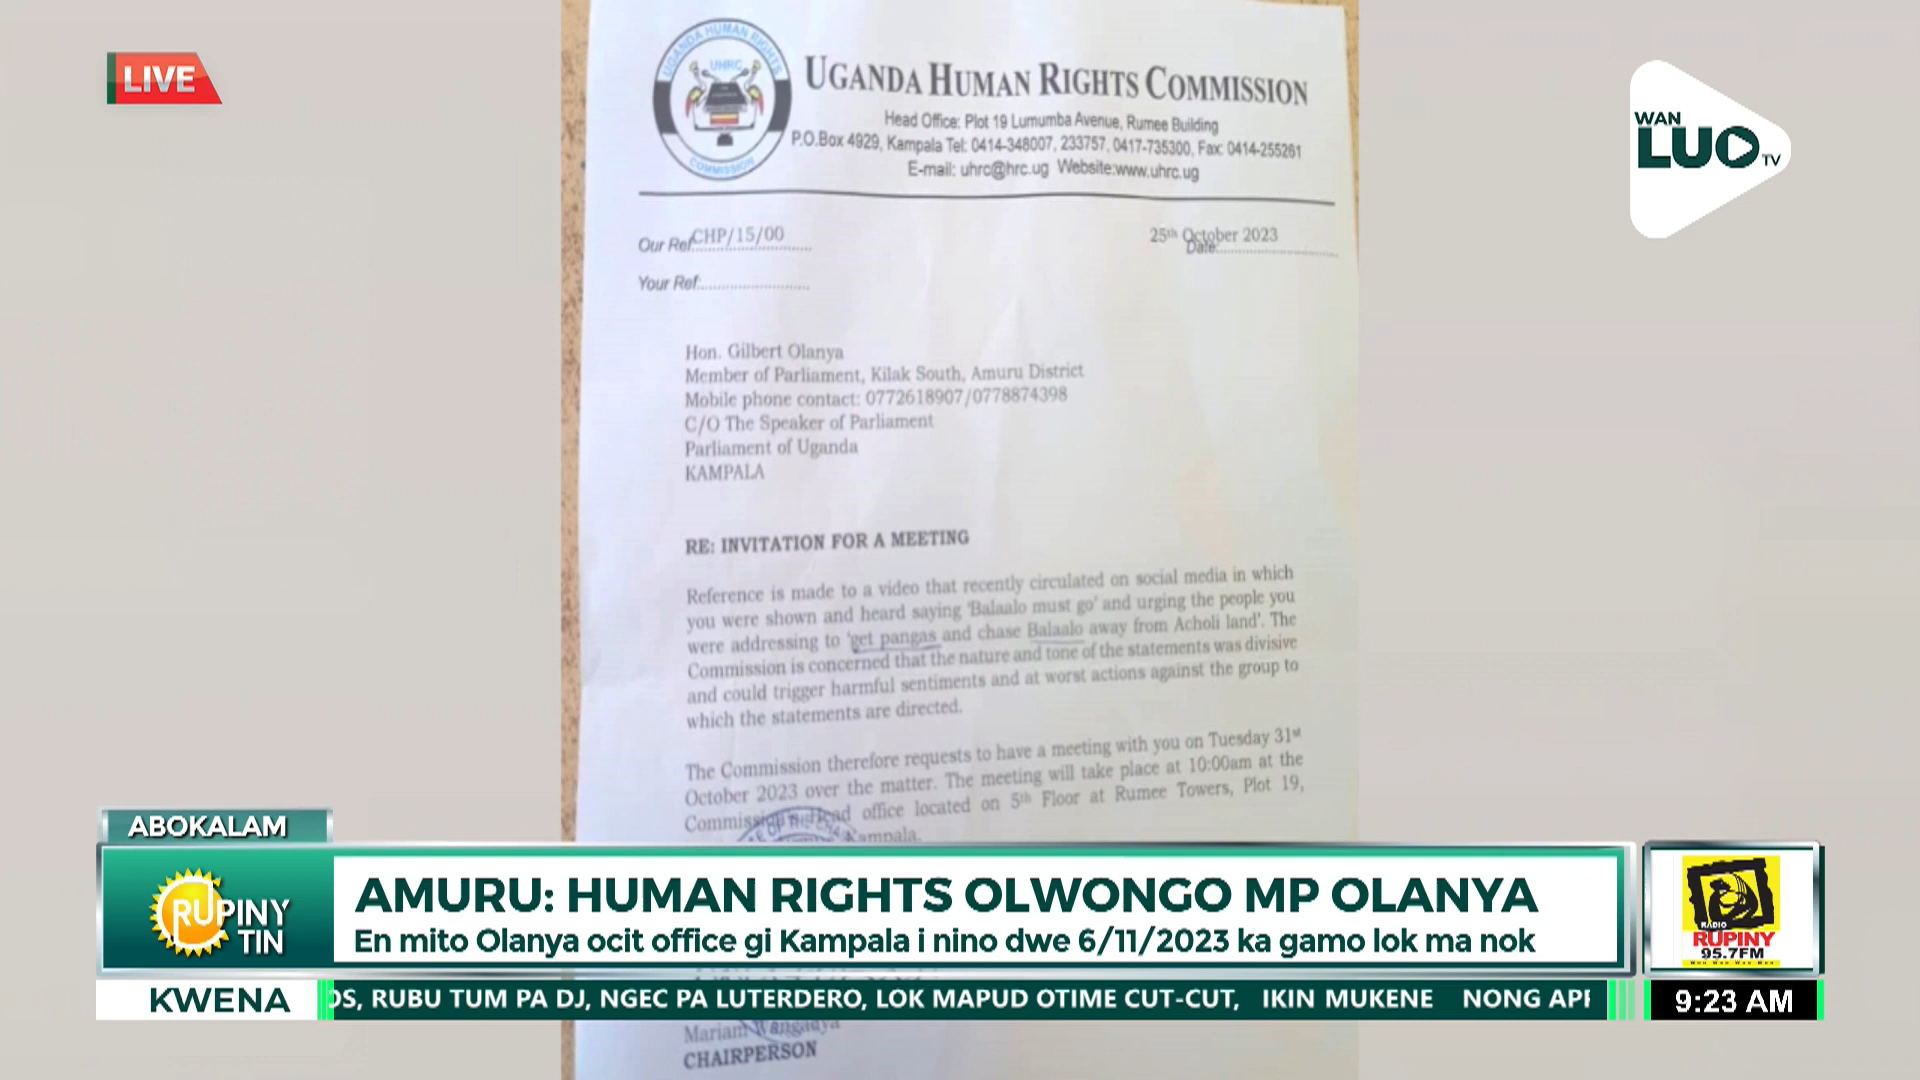 LIVE
WAN
LUO TV
UGANDA HUMAN RIGHTS
UHRC
COMMISSION
UGANDA HUMAN RIGHTS COMMISSION
Head Office: Plot 19 Lumumba Avenue, Rumee Building
P.O.Box 4929, Kampala Tel: 0414-348007, 233757, 0417-735300, Fax: 0414-255261
E-mail: uhrc@hrc.ug Website:www.uhrc.ug
Our Ref: CHP/15/00
25th October 2023
Date:
Your Ref:
Hon. Gilbert Olanya
Member of Parliament, Kilak South, Amuru District
Mobile phone contact: 0772618907/0778874398
C/O The Speaker of Parliament
Parliament of Uganda
KAMPALA
RE: INVITATION FOR A MEETING
Reference is made to a video that recently circulated on social media in which
you were shown and heard saying 'Balaalo must go' and urging the people you
were addressing to 'get pangas and chase Balaalo away from Acholi land'. The
Commission is concerned that the nature and tone of the statements was divisive
and could trigger harmful sentiments and at worst actions against the group to
which the statements are directed.
The Commission therefore requests to have a meeting with you on Tuesday 31st
October 2023 over the matter. The meeting will take place at 10:00am at the
Commission's Head office located on 5th Floor at Rumee Towers, Plot 19,
Kampala.
ABOKALAM
RUPINY
TIN
AMURU: HUMAN RIGHTS OLWONGO MP OLANYA
En mito Olanya ocit office gi Kampala i nino dwe 6/11/2023 ka gamo lok ma nok
RADIO
RUPINY
95.7FM
KWENA
OS, RUBU TUM PA DJ, NGEC PA LUTERDERO, LOK MAPUD OTIME CUT-CUT, IKIN MUKENE NONG API
9:23 AM
Mariam Wangadya
CHAIRPERSON